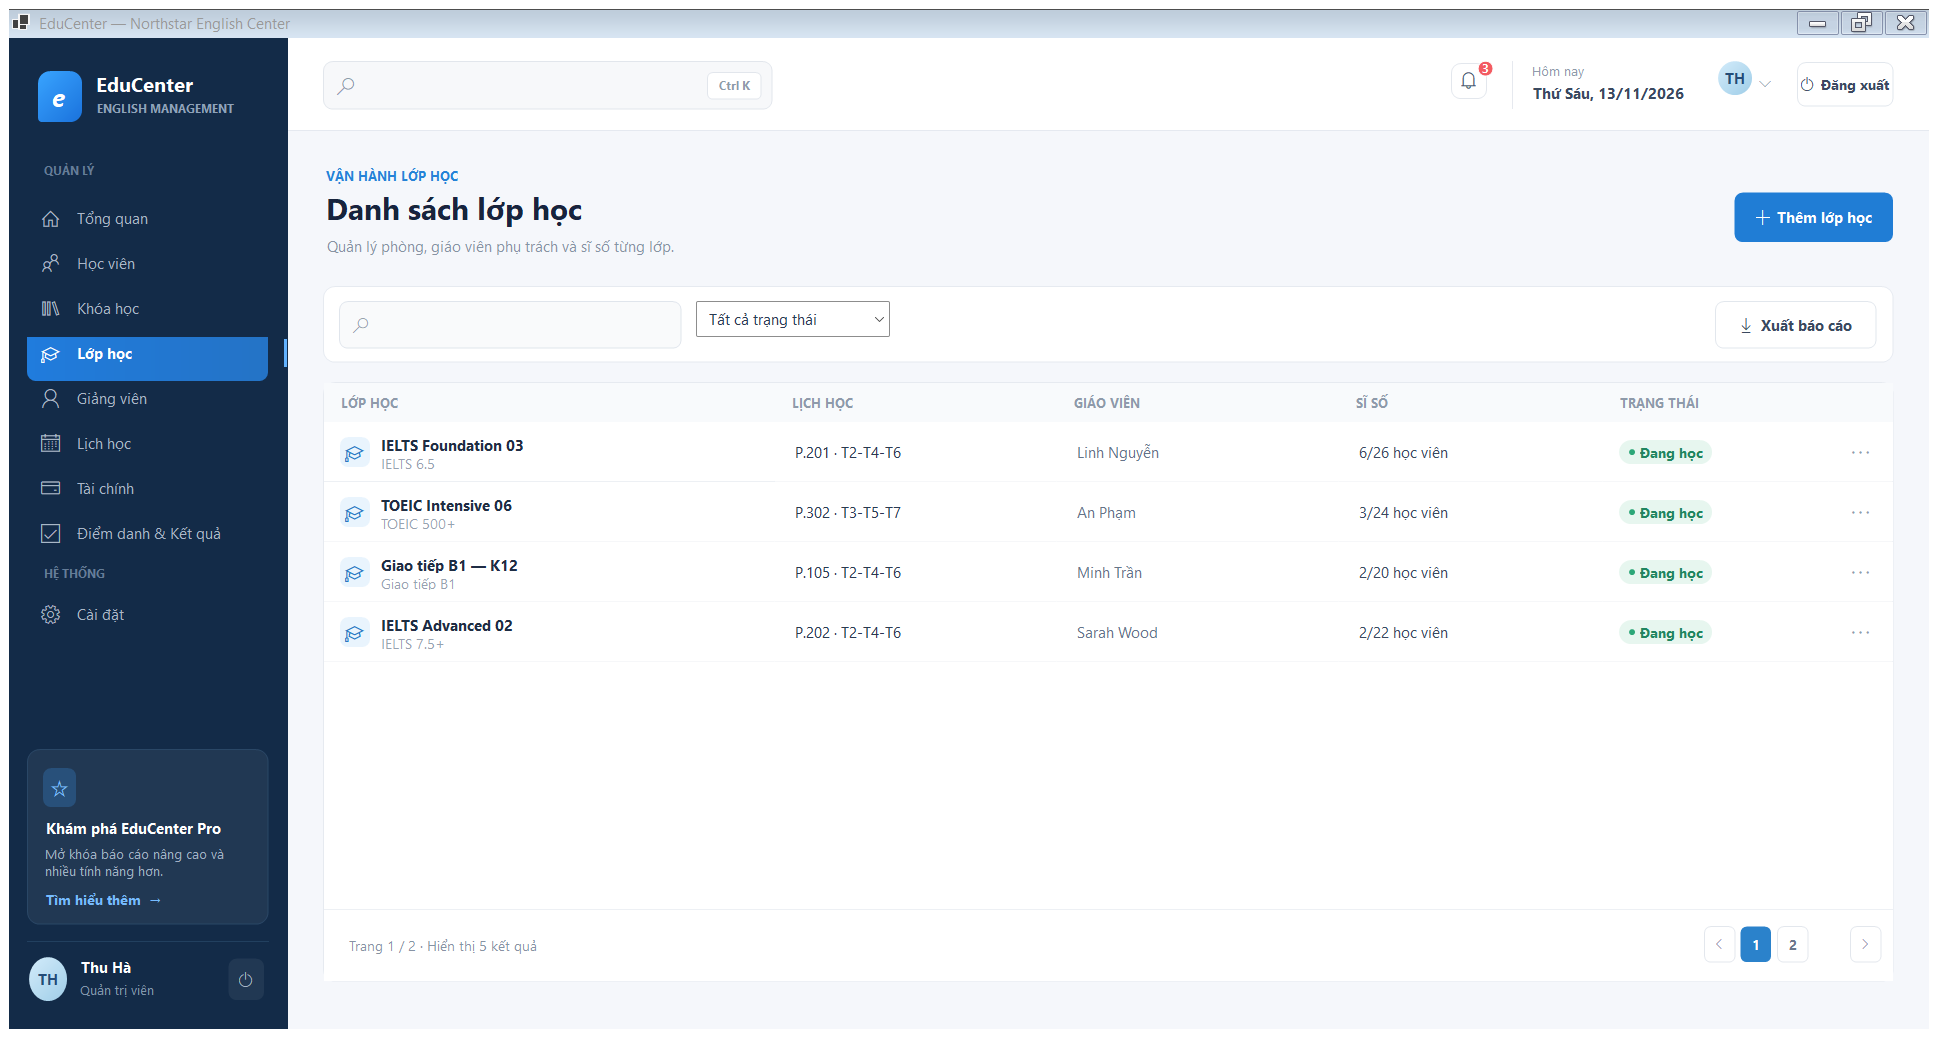 EduCenter — Northstar English Center
e
EduCenter
ENGLISH MANAGEMENT
QUẢN LÝ
Tổng quan
Học viên
Khóa học
Lớp học
Giảng viên
Lịch học
Tài chính
Điểm danh & Kết quả
HỆ THỐNG
Cài đặt
Khám phá EduCenter Pro
Mở khóa báo cáo nâng cao và
nhiều tính năng hơn.
Tìm hiểu thêm →
TH
Thu Hà
Quản trị viên
Ctrl K
3
Hôm nay
Thứ Sáu, 13/11/2026
TH
Đăng xuất
VẬN HÀNH LỚP HỌC
Danh sách lớp học
Quản lý phòng, giáo viên phụ trách và sĩ số từng lớp.
Thêm lớp học
Tất cả trạng thái
Xuất báo cáo
LỚP HỌC LỊCH HỌC GIÁO VIÊN SĨ SỐ TRẠNG THÁI
IELTS Foundation 03
IELTS 6.5
P.201 · T2-T4-T6
Linh Nguyễn
6/26 học viên
• Đang học
...
TOEIC Intensive 06
TOEIC 500+
P.302 · T3-T5-T7
An Phạm
3/24 học viên
• Đang học
...
Giao tiếp B1 — K12
Giao tiếp B1
P.105 · T2-T4-T6
Minh Trần
2/20 học viên
• Đang học
...
IELTS Advanced 02
IELTS 7.5+
P.202 · T2-T4-T6
Sarah Wood
2/22 học viên
• Đang học
...
Trang 1 / 2 · Hiển thị 5 kết quả
1 2